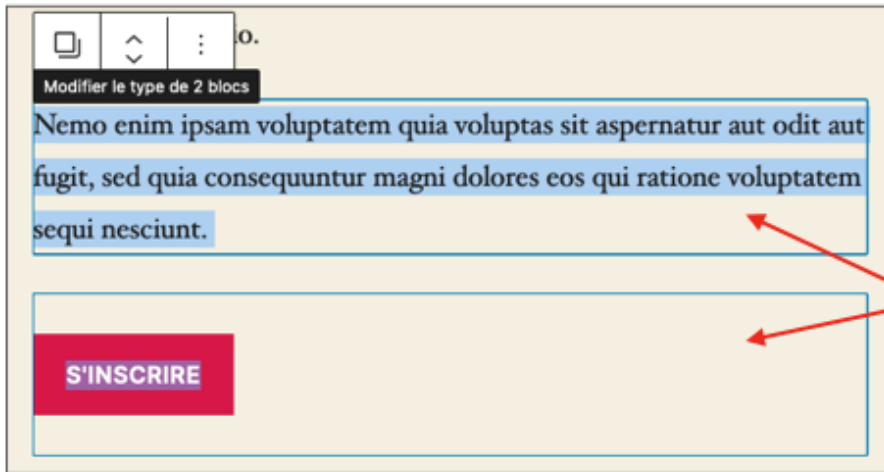 io.
Modifier le type de 2 blocs
Nemo enim ipsam voluptatem quia voluptas sit aspernatur aut odit aut
fugit, sed quia consequuntur magni dolores eos qui ratione voluptatem
sequi nesciunt.
S'INSCRIRE